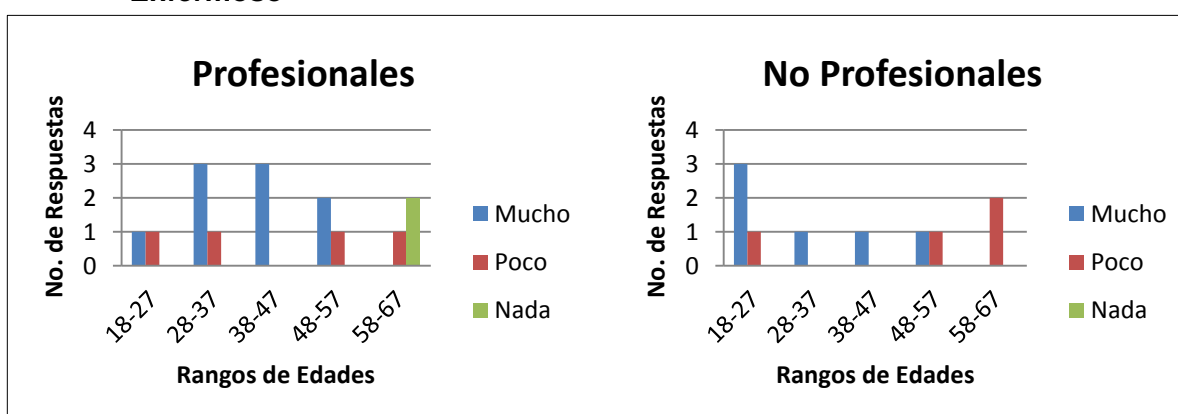 Profesionales
No. de Respuestas
4
3
2
1
0
18-27
28-37
38-47
48-57
58-67
Rangos de Edades
Mucho
Poco
Nada
No Profesionales
No. de Respuestas
4
3
2
1
0
18-27
28-37
38-47
48-57
58-67
Rangos de Edades
Mucho
Poco
Nada